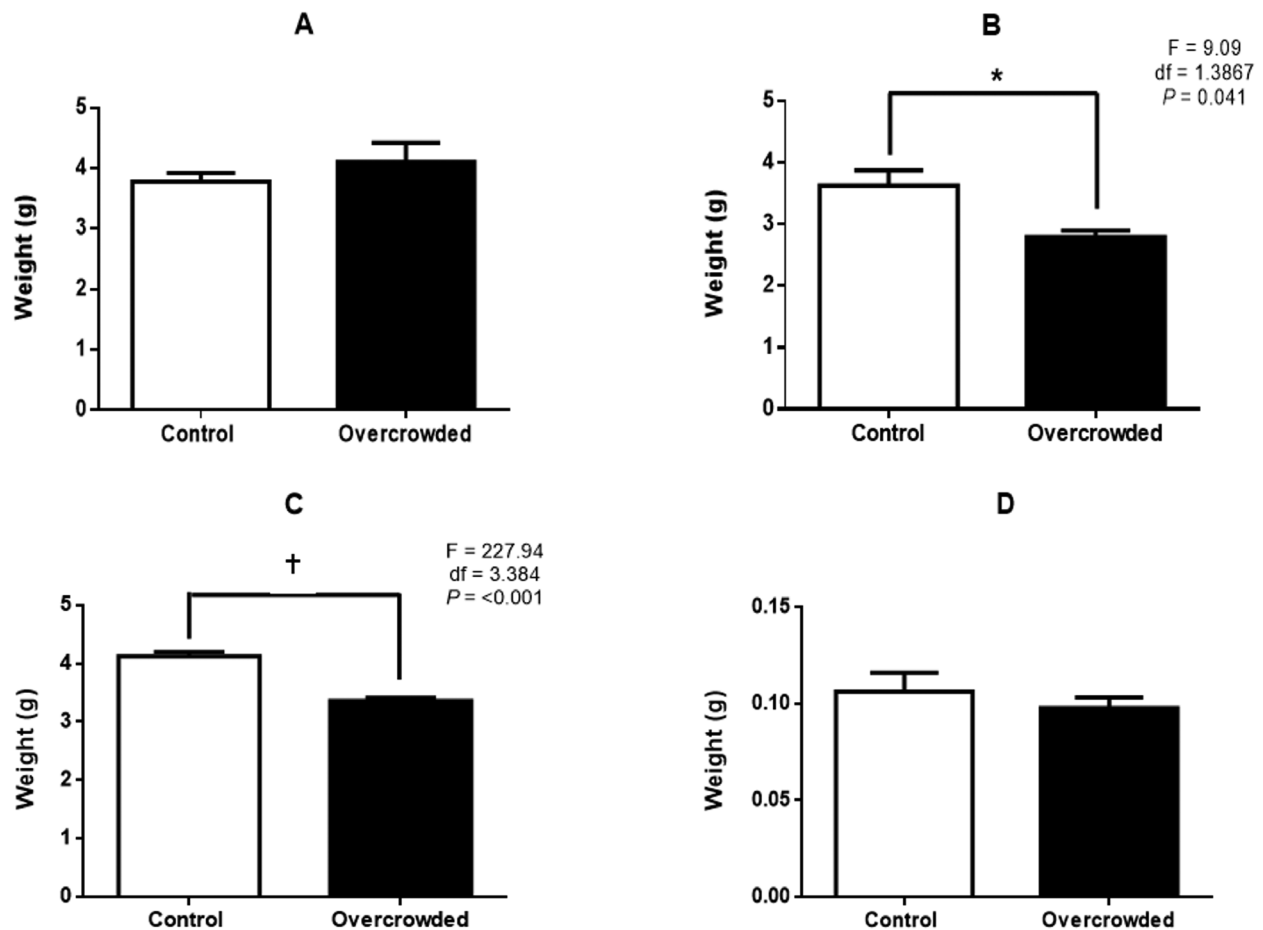 A
Weight (g)
5
4
3
2
1
0
Control
Overcrowded
B
F = 9.09
df = 1.3867
P = 0.041
*
Weight (g)
5
4
3
2
1
0
Control
Overcrowded
C
F = 227.94
df = 3.384
P = <0.001
†
Weight (g)
5
4
3
2
1
0
Control
Overcrowded
D
Weight (g)
0.15
0.10
0.05
0.00
Control
Overcrowded